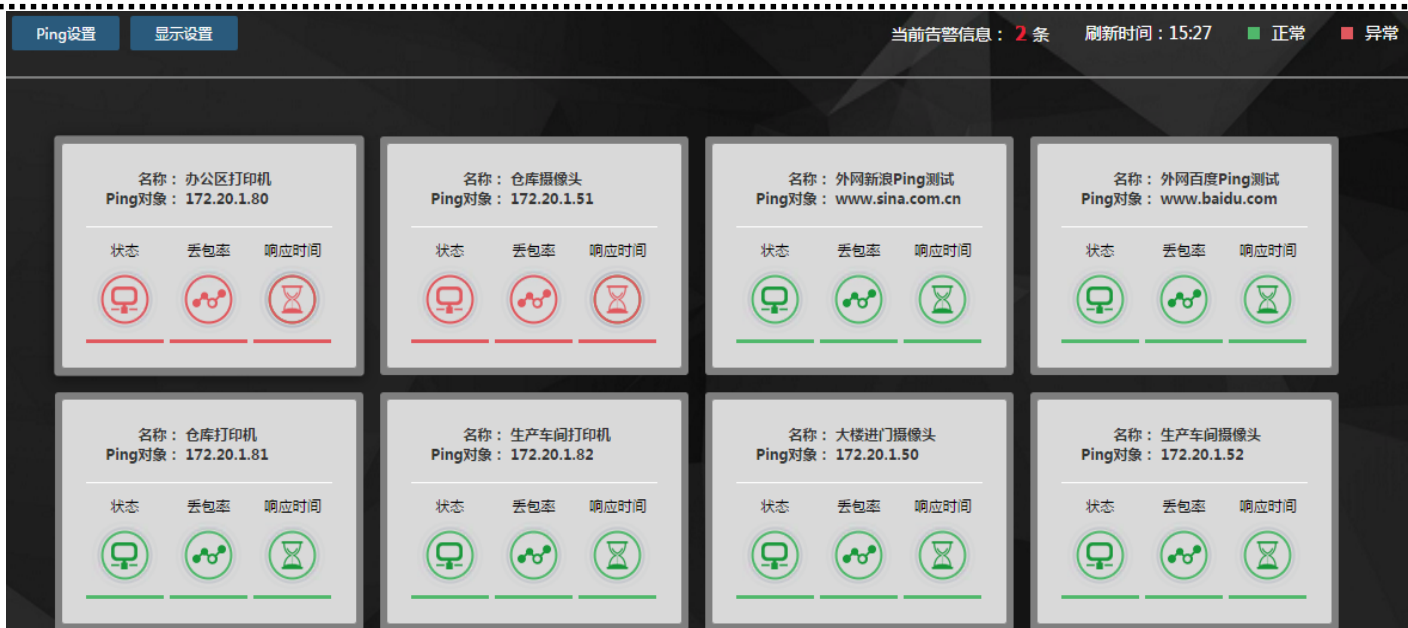 Ping设置 显示设置 当前告警信息： 2 条 刷新时间：15:27 正常 异常
名称： 办公区打印机
Ping对象： 172.20.1.80
状态 丢包率 响应时间
名称： 仓库摄像头
Ping对象： 172.20.1.51
状态 丢包率 响应时间
名称： 外网新浪Ping测试
Ping对象： www.sina.com.cn
状态 丢包率 响应时间
名称： 外网百度Ping测试
Ping对象： www.baidu.com
状态 丢包率 响应时间
名称： 仓库打印机
Ping对象： 172.20.1.81
状态 丢包率 响应时间
名称： 生产车间打印机
Ping对象： 172.20.1.82
状态 丢包率 响应时间
名称： 大楼进门摄像头
Ping对象： 172.20.1.50
状态 丢包率 响应时间
名称： 生产车间摄像头
Ping对象： 172.20.1.52
状态 丢包率 响应时间